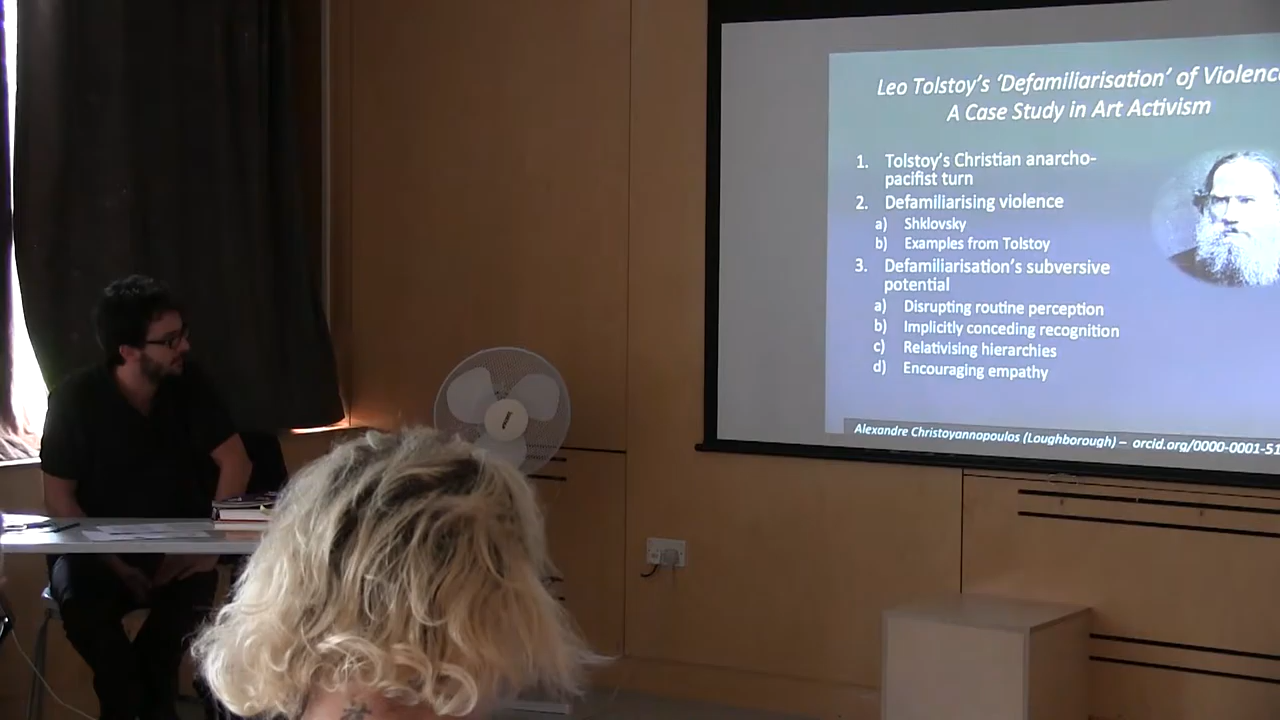 Leo Tolstoy's 'Defamiliarisation' of Violence
A Case Study in Art Activism
1. Tolstoy's Christian anarcho-
pacifist turn
2. Defamiliarising violence
a) Shklovsky
b) Examples from Tolstoy
3. Defamiliarisation's subversive
potential
a) Disrupting routine perception
b) Implicitly conceding recognition
c) Relativising hierarchies
d) Encouraging empathy
Alexandre Christoyannopoulos (Loughborough) – orcid.org/0000-0001-51